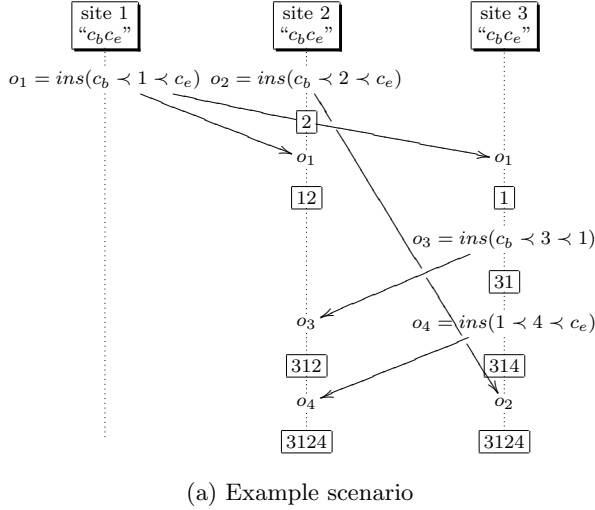 site 1 site 2 site 3
“c_b c_e” “c_b c_e” “c_b c_e”
o_1 = ins(c_b ≺ 1 ≺ c_e) o_2 = ins(c_b ≺ 2 ≺ c_e)
2
o_1 o_1
12 1
o_3 = ins(c_b ≺ 3 ≺ 1)
31
o_3 o_4 = ins(1 ≺ 4 ≺ c_e)
312 314
o_4 o_2
3124 3124
(a) Example scenario